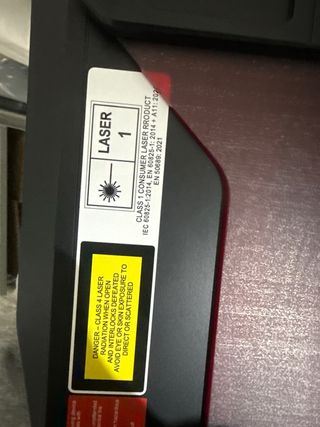 LASER
1
CLASS 1 CONSUMER LASER RRODUCT
IEC 60825-1:2014, EN 60825-1: 2014 + A11: 2021
EN 50689: 2021
DANGER - CLASS 4 LASER
RADIATION WHEN OPEN
AND INTERLOCKS DEFEATED
AVOID EYE OR SKIN EXPOSURE TO
DIRECT OR SCATTERED